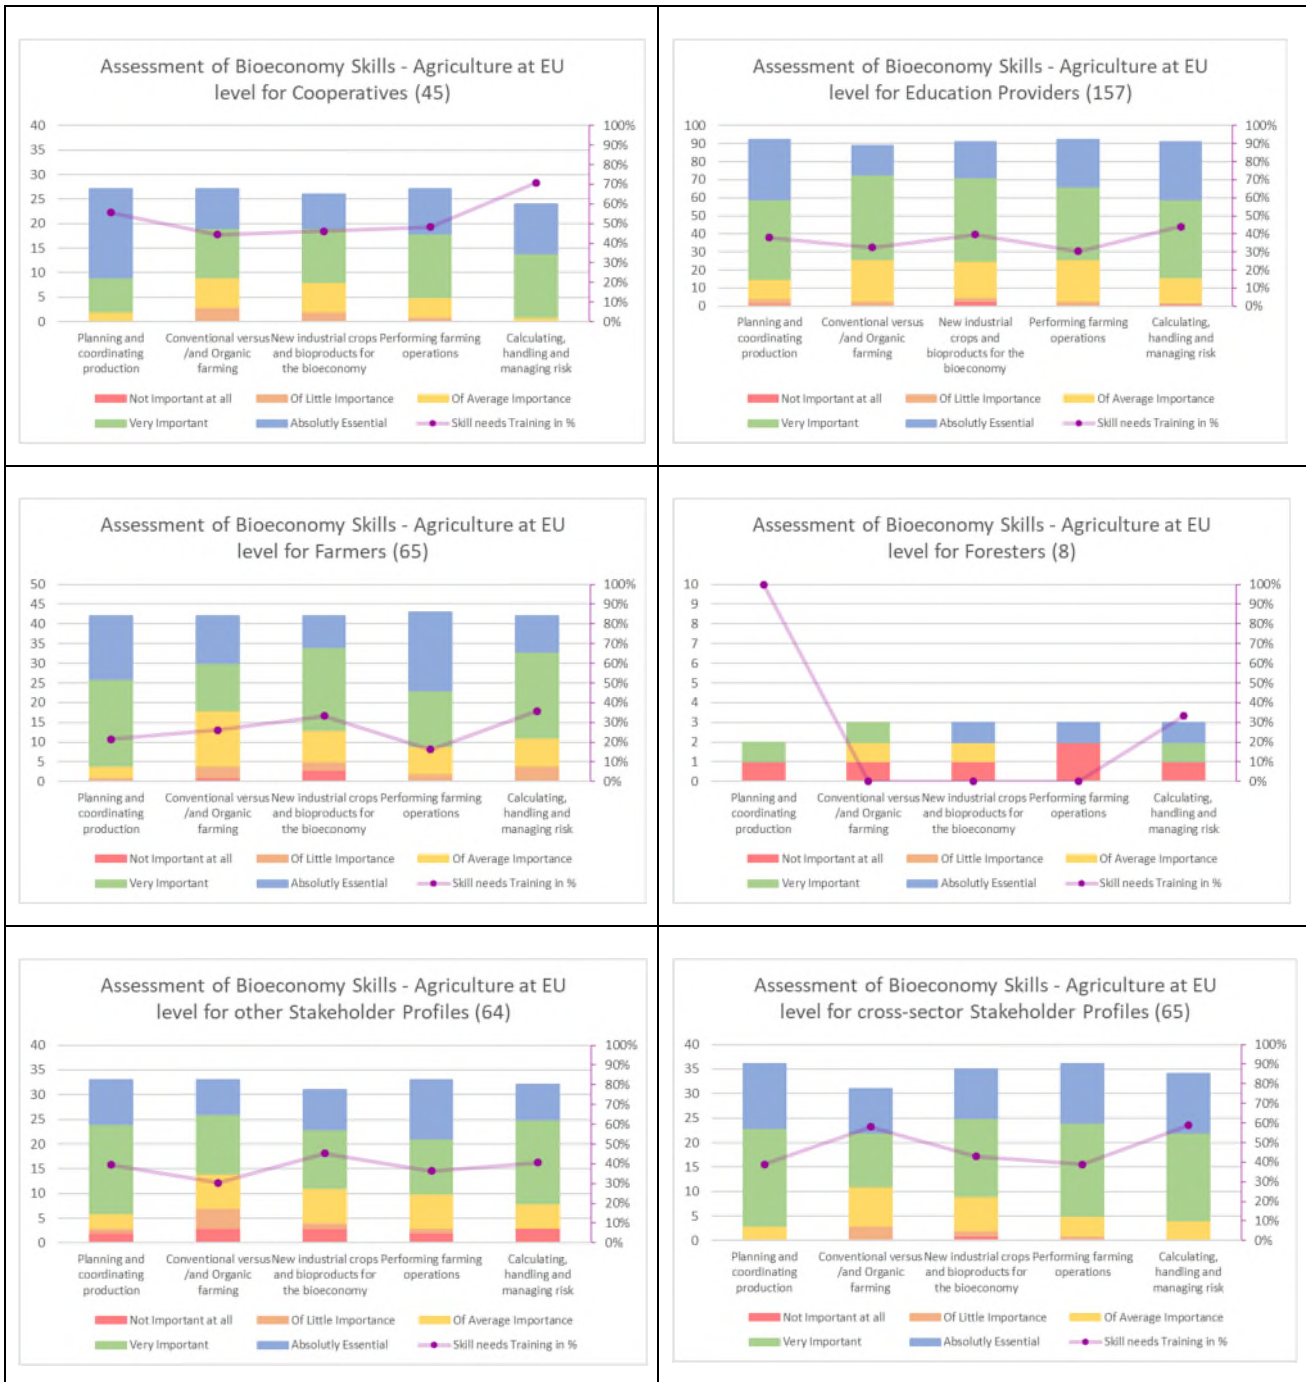 Assessment of Bioeconomy Skills - Agriculture at EU
level for Cooperatives (45)
40
35
30
25
20
15
10
5
0
100%
90%
80%
70%
60%
50%
40%
30%
20%
10%
0%
Planning and
coordinating
production
Conventional versus
/and Organic
farming
New industrial crops
and bioproducts for
the bioeconomy
Performing farming
operations
Calculating,
handling and
managing risk
Not Important at all
Of Little Importance
Of Average Importance
Very Important
Absolutly Essential
Skill needs Training in %
Assessment of Bioeconomy Skills - Agriculture at EU
level for Education Providers (157)
100
90
80
70
60
50
40
30
20
10
0
100%
90%
80%
70%
60%
50%
40%
30%
20%
10%
0%
Planning and
coordinating
production
Conventional versus
/and Organic
farming
New industrial
crops and
bioproducts for the
bioeconomy
Performing farming
operations
Calculating,
handling and
managing risk
Not Important at all
Of Little Importance
Of Average Importance
Very Important
Absolutly Essential
Skill needs Training in %
Assessment of Bioeconomy Skills - Agriculture at EU
level for Farmers (65)
50
45
40
35
30
25
20
15
10
5
0
100%
90%
80%
70%
60%
50%
40%
30%
20%
10%
0%
Planning and
coordinating
production
Conventional versus
/and Organic
farming
New industrial crops
and bioproducts for
the bioeconomy
Performing farming
operations
Calculating,
handling and
managing risk
Not Important at all
Of Little Importance
Of Average Importance
Very Important
Absolutly Essential
Skill needs Training in %
Assessment of Bioeconomy Skills - Agriculture at EU
level for Foresters (8)
10
9
8
7
6
5
4
3
2
1
0
100%
90%
80%
70%
60%
50%
40%
30%
20%
10%
0%
Planning and
coordinating
production
Conventional versus
/and Organic
farming
New industrial crops
and bioproducts for
the bioeconomy
Performing farming
operations
Calculating,
handling and
managing risk
Not Important at all
Of Little Importance
Of Average Importance
Very Important
Absolutly Essential
Skill needs Training in %
Assessment of Bioeconomy Skills - Agriculture at EU
level for other Stakeholder Profiles (64)
40
35
30
25
20
15
10
5
0
100%
90%
80%
70%
60%
50%
40%
30%
20%
10%
0%
Planning and
coordinating
production
Conventional versus
/and Organic
farming
New industrial crops
and bioproducts for
the bioeconomy
Performing farming
operations
Calculating,
handling and
managing risk
Not Important at all
Of Little Importance
Of Average Importance
Very Important
Absolutly Essential
Skill needs Training in %
Assessment of Bioeconomy Skills - Agriculture at EU
level for cross-sector Stakeholder Profiles (65)
40
35
30
25
20
15
10
5
0
100%
90%
80%
70%
60%
50%
40%
30%
20%
10%
0%
Planning and
coordinating
production
Conventional versus
/and Organic
farming
New industrial crops
and bioproducts for
the bioeconomy
Performing farming
operations
Calculating,
handling and
managing risk
Not Important at all
Of Little Importance
Of Average Importance
Very Important
Absolutly Essential
Skill needs Training in %